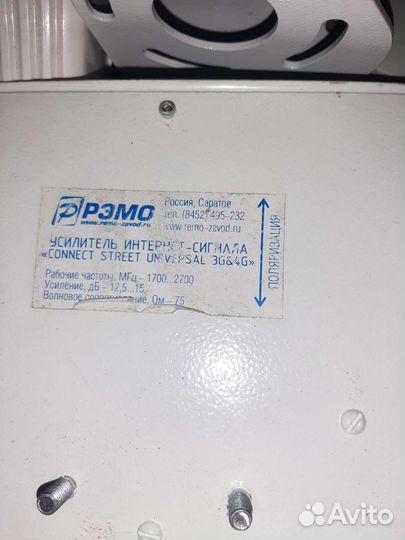 РЭМО
www.remo-zavod.ru
Россия, Саратов
тел. (8452) 495-232
www.remo-zavod.ru
УСИЛИТЕЛЬ ИНТЕРНЕТ-СИГНАЛА
«CONNECT STREET UNIVERSAL 3G&4G»
Рабочие частоты, МГц – 1700...2700
Усиление, дБ – 12,5...15
Волновое сопротивление, Ом – 75
ПОЛЯРИЗАЦИЯ
Avito